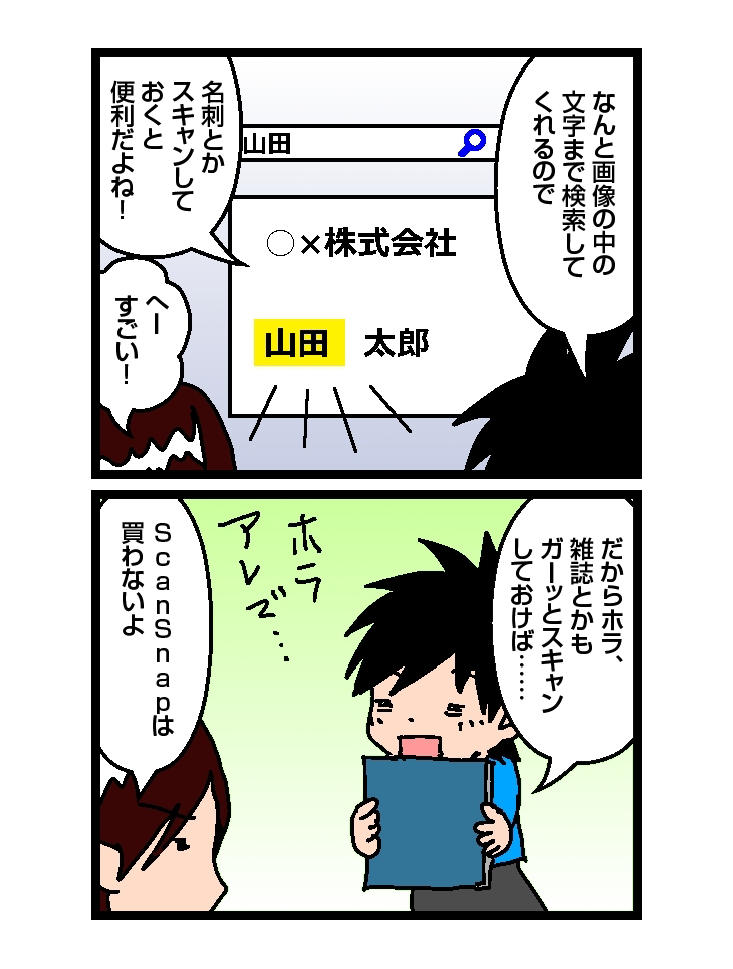 なんと画像の中の
文字まで検索して
くれるので
山田
名刺とか
スキャンして
おくと
便利だよね！
○×株式会社
山田 太郎
へー
すごい！
だからホラ、
雑誌とかも
ガーッとスキャン
しておけば……
ホラ
アレで…
ＳｃａｎＳｎａｐは
買わないよ